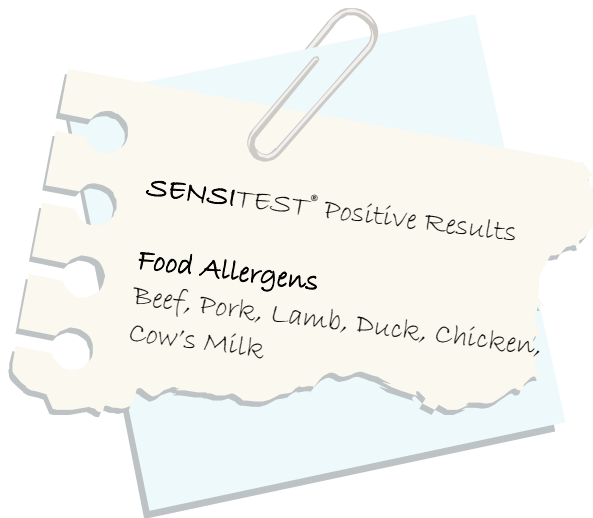 SENSITEST® Positive Results
Food Allergens
Beef, Pork, Lamb, Duck, Chicken,
Cow's Milk